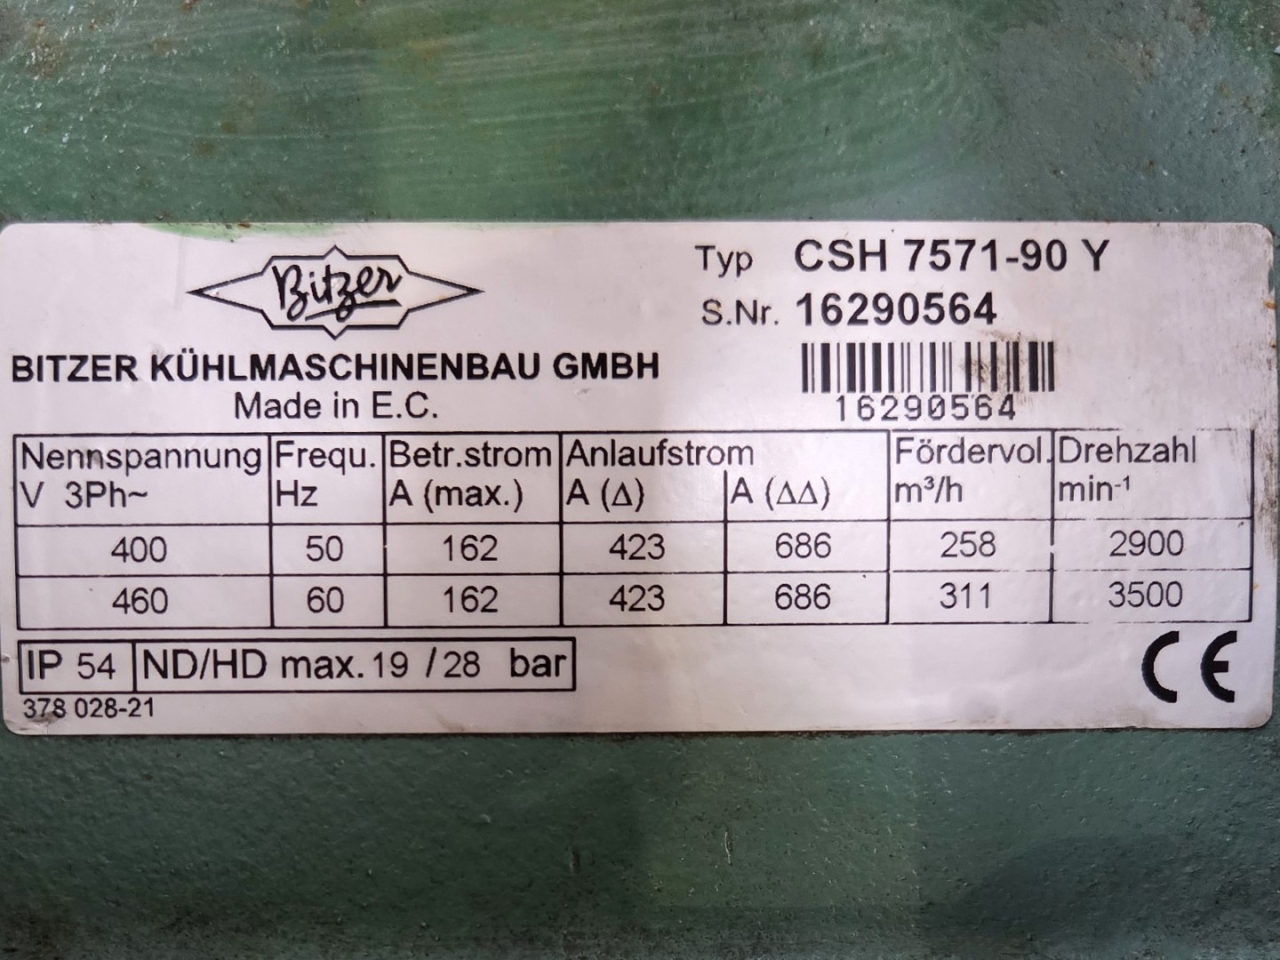 Bitzer
Typ CSH 7571-90 Y
S.Nr. 16290564
BITZER KÜHLMASCHINENBAU GMBH
Made in E.C.
16290564
Nennspannung Frequ. Betr.strom Anlaufstrom Fördervol. Drehzahl
V 3Ph~ Hz A (max.) A (Δ) A (ΔΔ) m³/h min⁻¹
400 50 162 423 686 258 2900
460 60 162 423 686 311 3500
IP 54 ND/HD max. 19 / 28 bar
CE
378 028-21